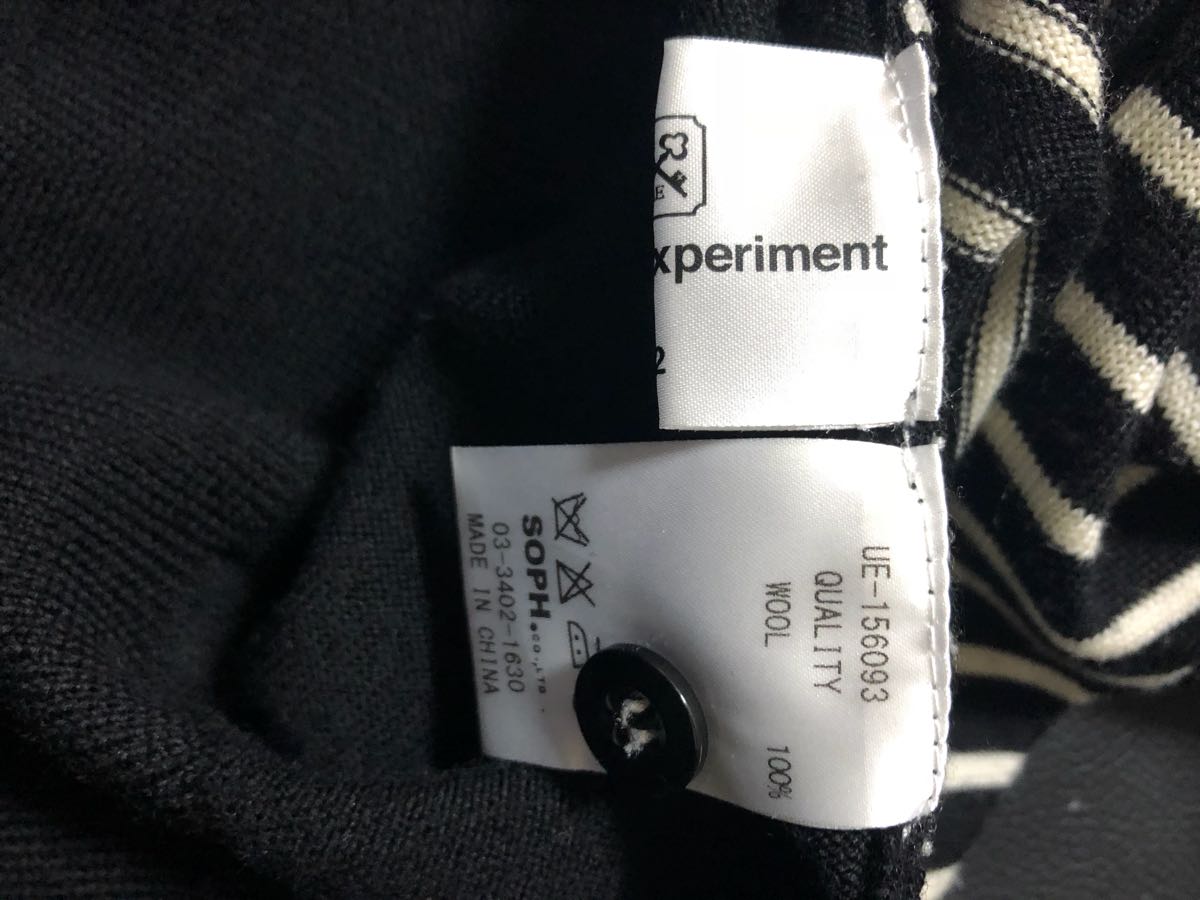 E
xperiment
2
UE-156093
QUALITY
WOOL 100%
SOPH.CO.,LTD.
03-3402-1630
MADE IN CHINA